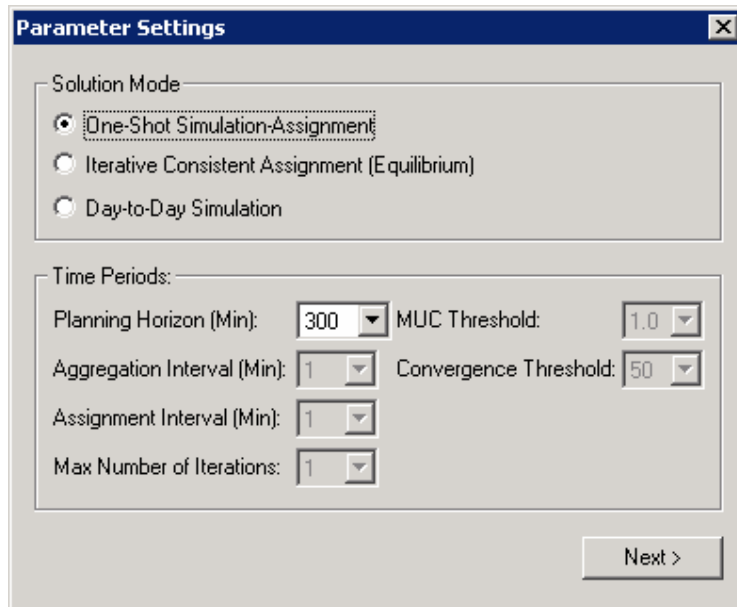 Parameter Settings
Solution Mode
One-Shot Simulation-Assignment
Iterative Consistent Assignment (Equilibrium)
Day-to-Day Simulation
Time Periods:
Planning Horizon (Min): 300 MUC Threshold: 1.0
Aggregation Interval (Min): 1 Convergence Threshold: 50
Assignment Interval (Min): 1
Max Number of Iterations: 1
Next >